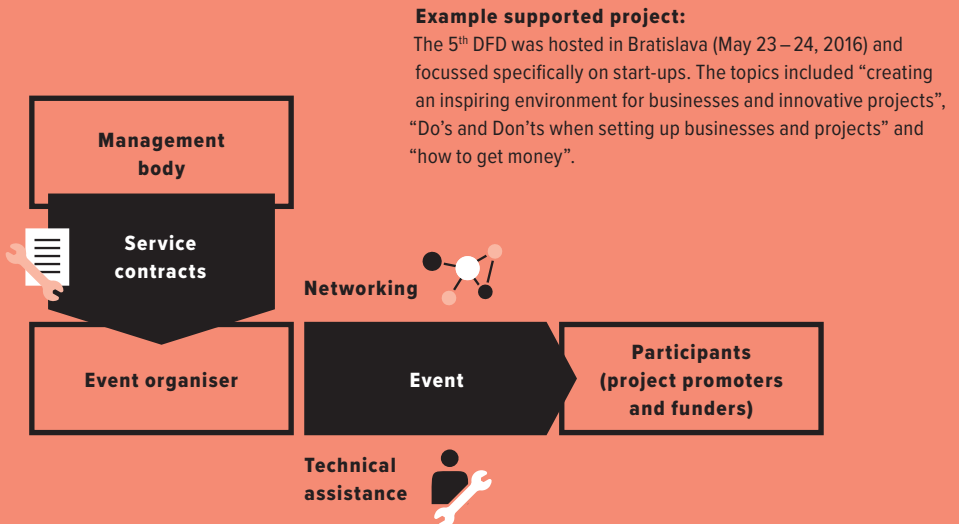 Example supported project:
The 5th DFD was hosted in Bratislava (May 23 – 24, 2016) and
focussed specifically on start-ups. The topics included “creating
an inspiring environment for businesses and innovative projects”,
“Do’s and Don’ts when setting up businesses and projects” and
“how to get money”.
Management
body
Service
contracts
Networking
Event organiser
Event
Participants
(project promoters
and funders)
Technical
assistance